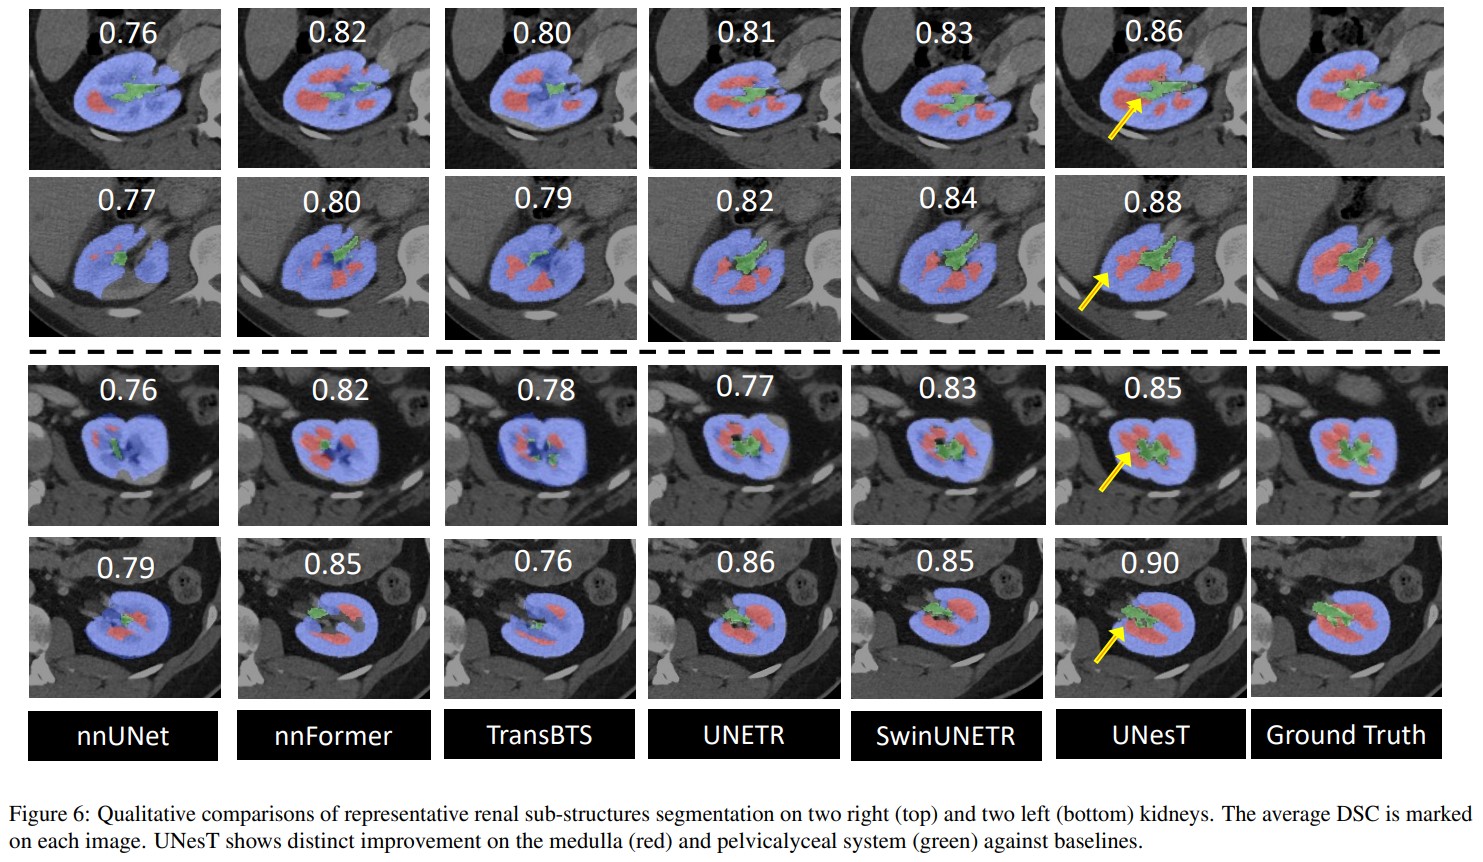 0.76 0.82 0.80 0.81 0.83 0.86
0.77 0.80 0.79 0.82 0.84 0.88
0.76 0.82 0.78 0.77 0.83 0.85
0.79 0.85 0.76 0.86 0.85 0.90
nnUNet nnFormer TransBTS UNETR SwinUNETR UNesT Ground Truth
Figure 6: Qualitative comparisons of representative renal sub-structures segmentation on two right (top) and two left (bottom) kidneys. The average DSC is marked
on each image. UNesT shows distinct improvement on the medulla (red) and pelvicalyceal system (green) against baselines.